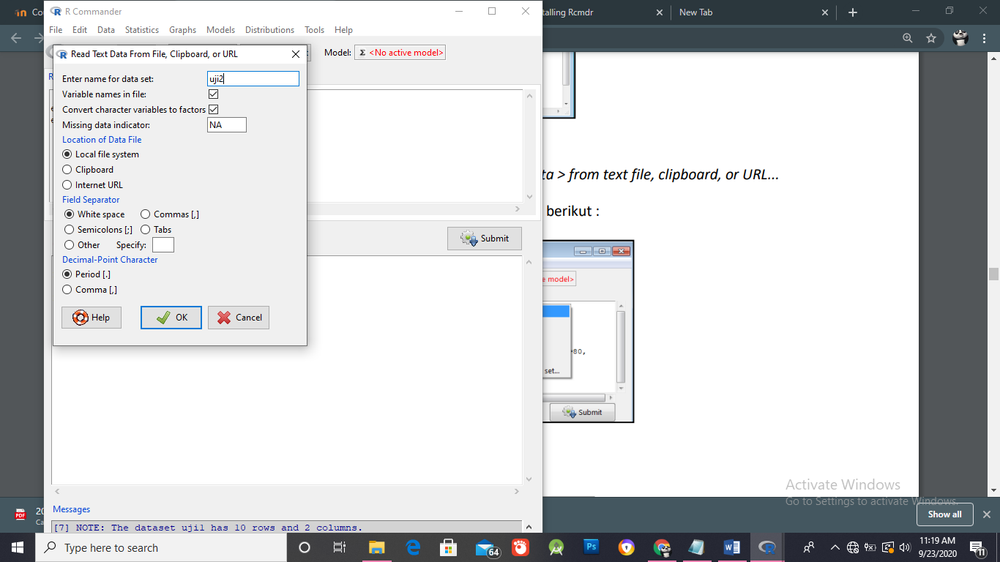 Co
R Commander
talling Rcmdr
New Tab
File Edit Data Statistics Graphs Models Distributions Tools Help
Model: Σ <No active model>
Read Text Data From File, Clipboard, or URL
Enter name for data set: uji2
Variable names in file:
Convert character variables to factors
Missing data indicator: NA
Location of Data File
Local file system
Clipboard
Internet URL
Field Separator
White space Commas [,]
Semicolons [;] Tabs
Other Specify:
Decimal-Point Character
Period [.]
Comma [,]
Help OK Cancel
Submit
ta > from text file, clipboard, or URL...
berikut :
e model>
80,
set...
Submit
Messages
[7] NOTE: The dataset uji1 has 10 rows and 2 columns.
Activate Windows
Go to Settings to activate Windows.
PDF
20
Ca
Show all
Type here to search
64
Ps
11:19 AM
9/23/2020
11